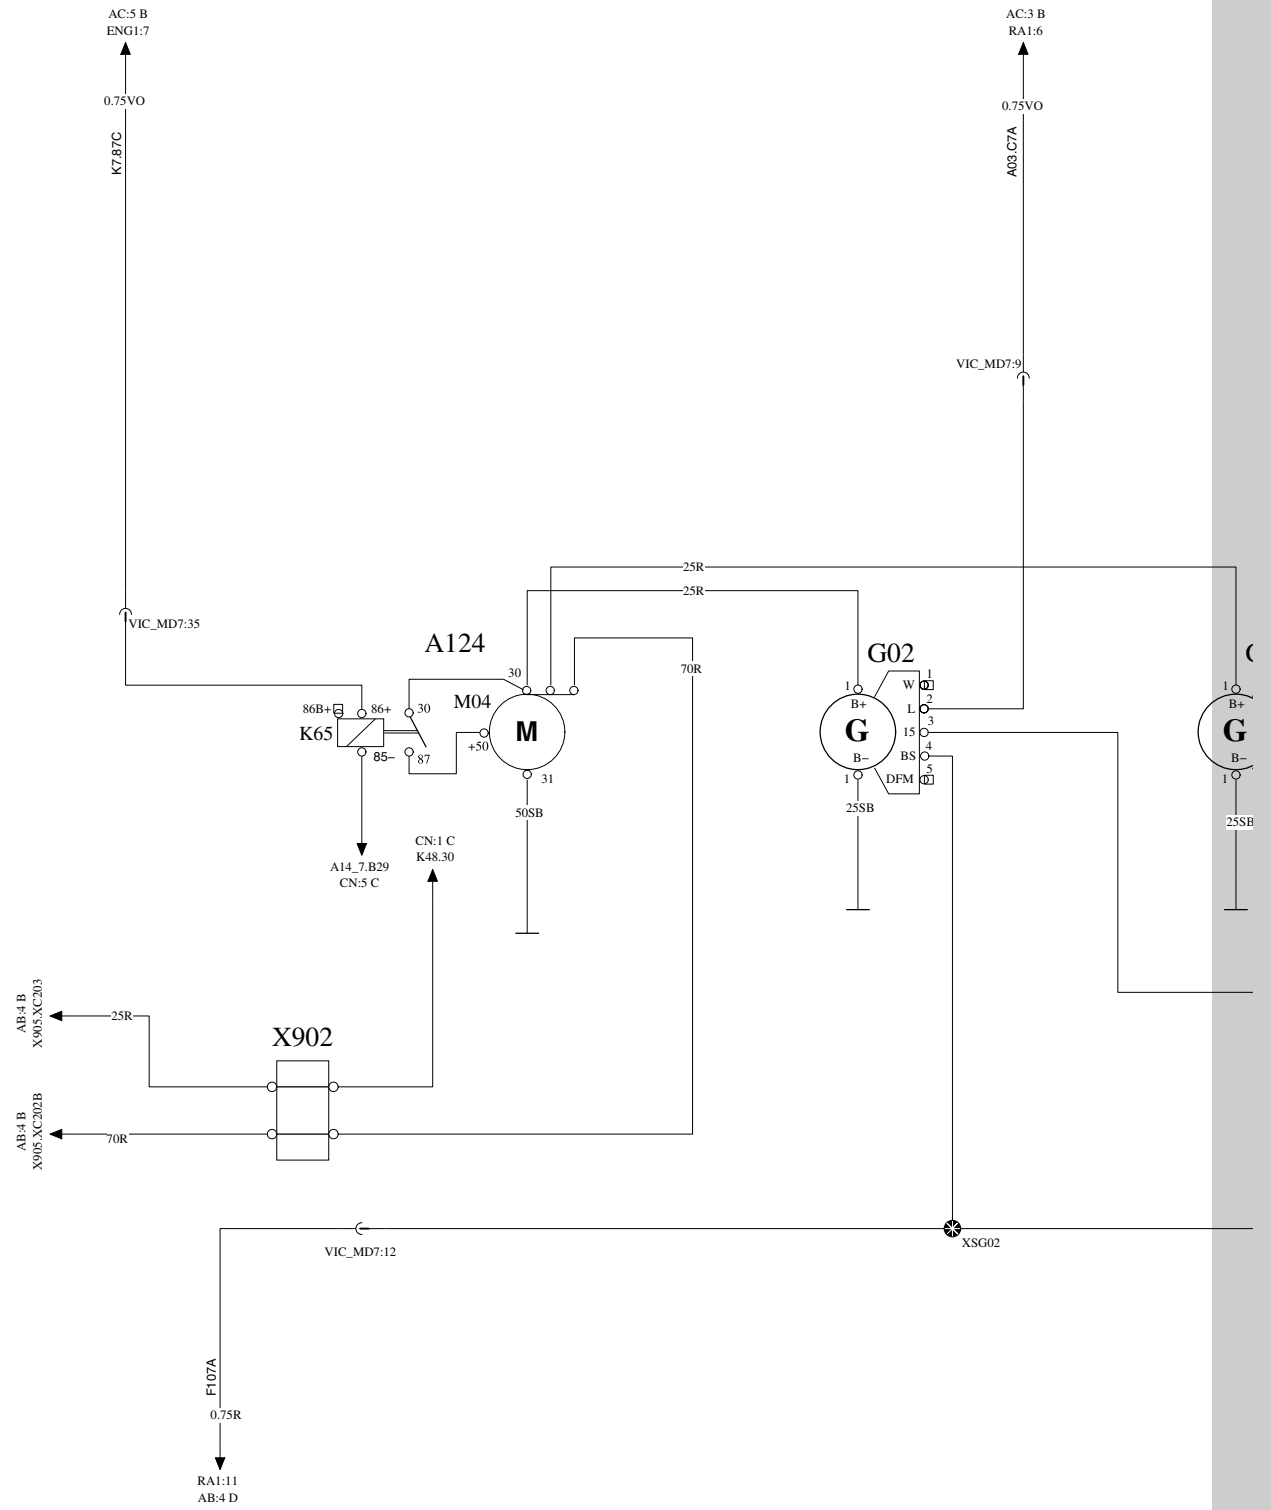 AC:5 B
ENG1:7
AC:3 B
RA1:6
0.75VO
0.75VO
K7.87C
A03.C7A
VIC_MD7:9
25R
25R
VIC_MD7:35
A124
G02
70R
30
M04
86B+
86+
30
K65
+50
M
85–
87
31
50SB
1
B+
G
B–
1
25SB
W
1
L
2
15
3
BS
4
DFM
5
1
B+
G
B–
1
25SB
A14_7.B29
CN:5 C
CN:1 C
K48.30
AB:4 B
X905.XC203
25R
X902
AB:4 B
X905.XC202B
70R
VIC_MD7:12
XSG02
F107A
0.75R
RA1:11
AB:4 D